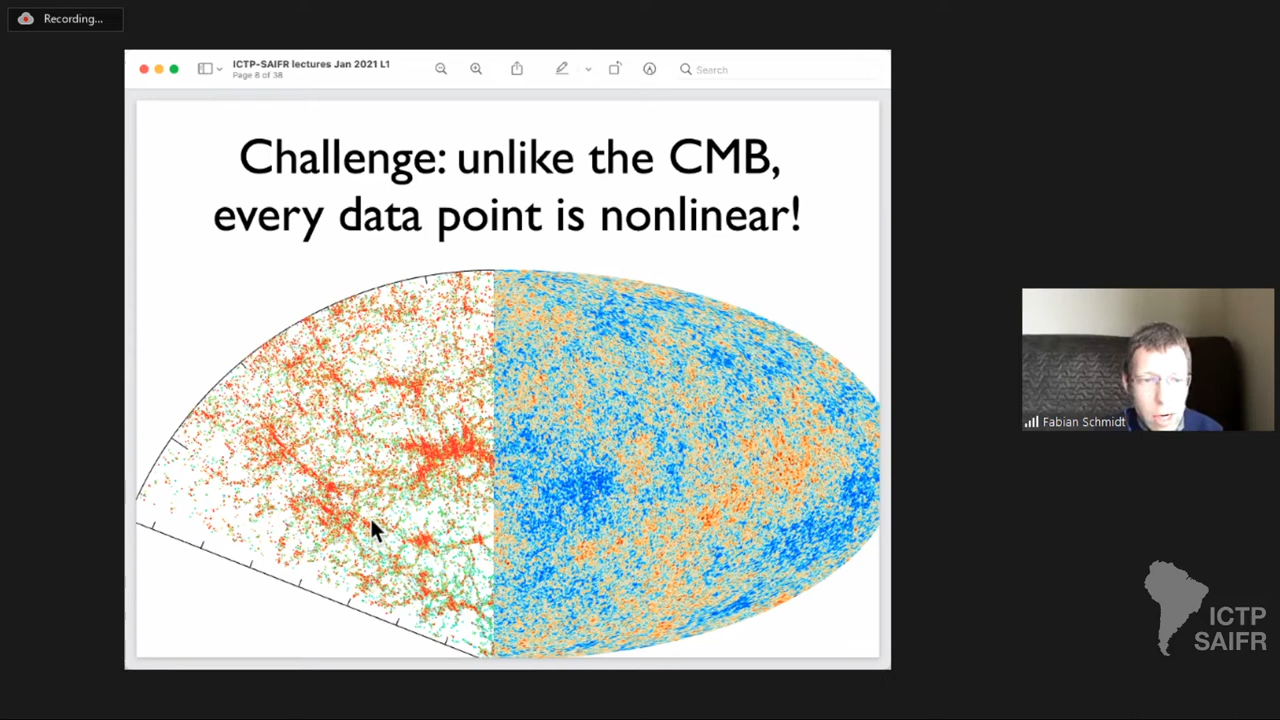 Recording...
ICTP-SAIFR lectures Jan 2021 L1
Page 8 of 38
Search
Challenge: unlike the CMB,
every data point is nonlinear!
Fabian Schmidt
ICTP
SAIFR